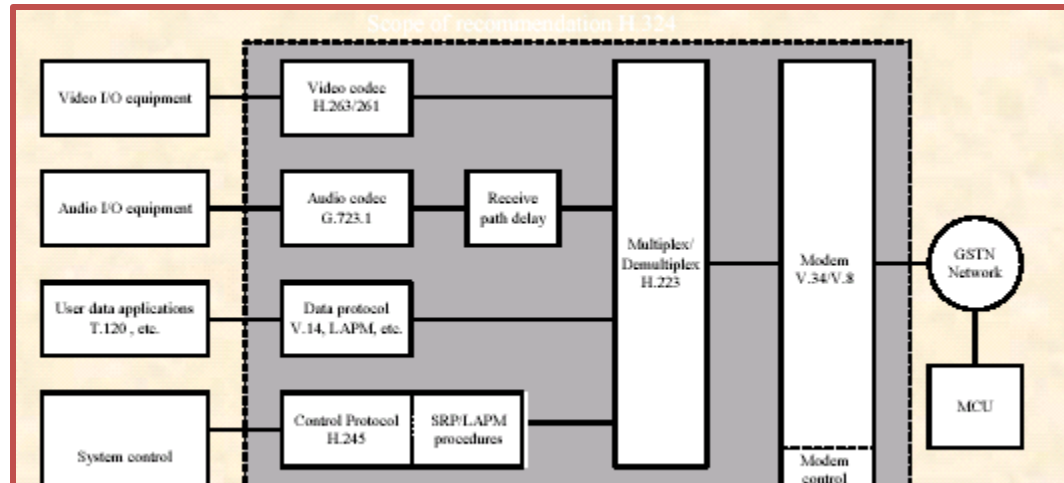 Scope of recommendation H.324
Video I/O equipment
Video codec
H.263/261
Audio I/O equipment
Audio codec
G.723.1
Receive
path delay
Multiplex/
Demultiplex
H.223
Modem
V.34/V.8
GSTN
Network
User data applications
T.120 , etc.
Data protocol
V.14, LAPM, etc.
Control Protocol
H.245
SRP/LAPM
procedures
MCU
System control
Modem
control